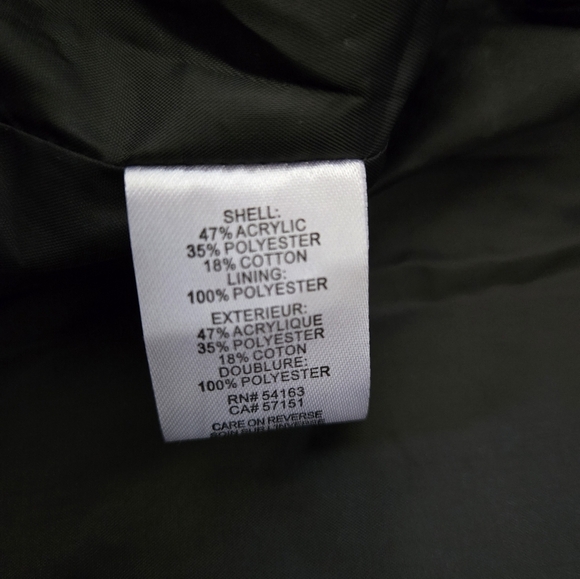 SHELL:
47% ACRYLIC
35% POLYESTER
18% COTTON
LINING:
100% POLYESTER
EXTERIEUR:
47% ACRYLIQUE
35% POLYESTER
18% COTON
DOUBLURE:
100% POLYESTER
RN# 54163
CA# 57151
CARE ON REVERSE